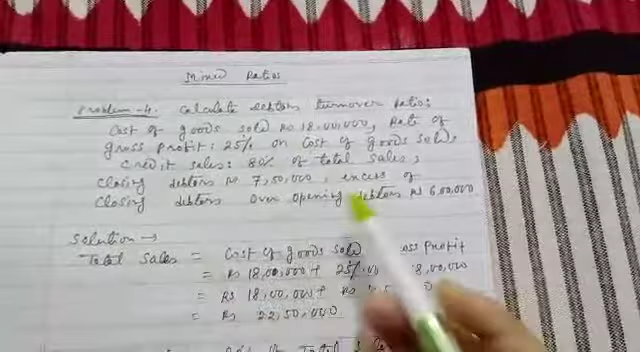 Mixed Ratios
Problem-4. Calculate debtors turnover ratio:
Cost of goods sold Rs 18,00,000, Rate of
gross profit: 25% on cost of goods sold,
credit sales: 80% of total sales,
closing debtors Rs 7,50,000, excess of
closing debtors over opening debtors Rs 6,00,000
Solution →
Total Sales = Cost of goods sold Profit
= Rs 18,00,000 + 25%
= Rs 18,00,000 + Rs
= Rs 22,50,000